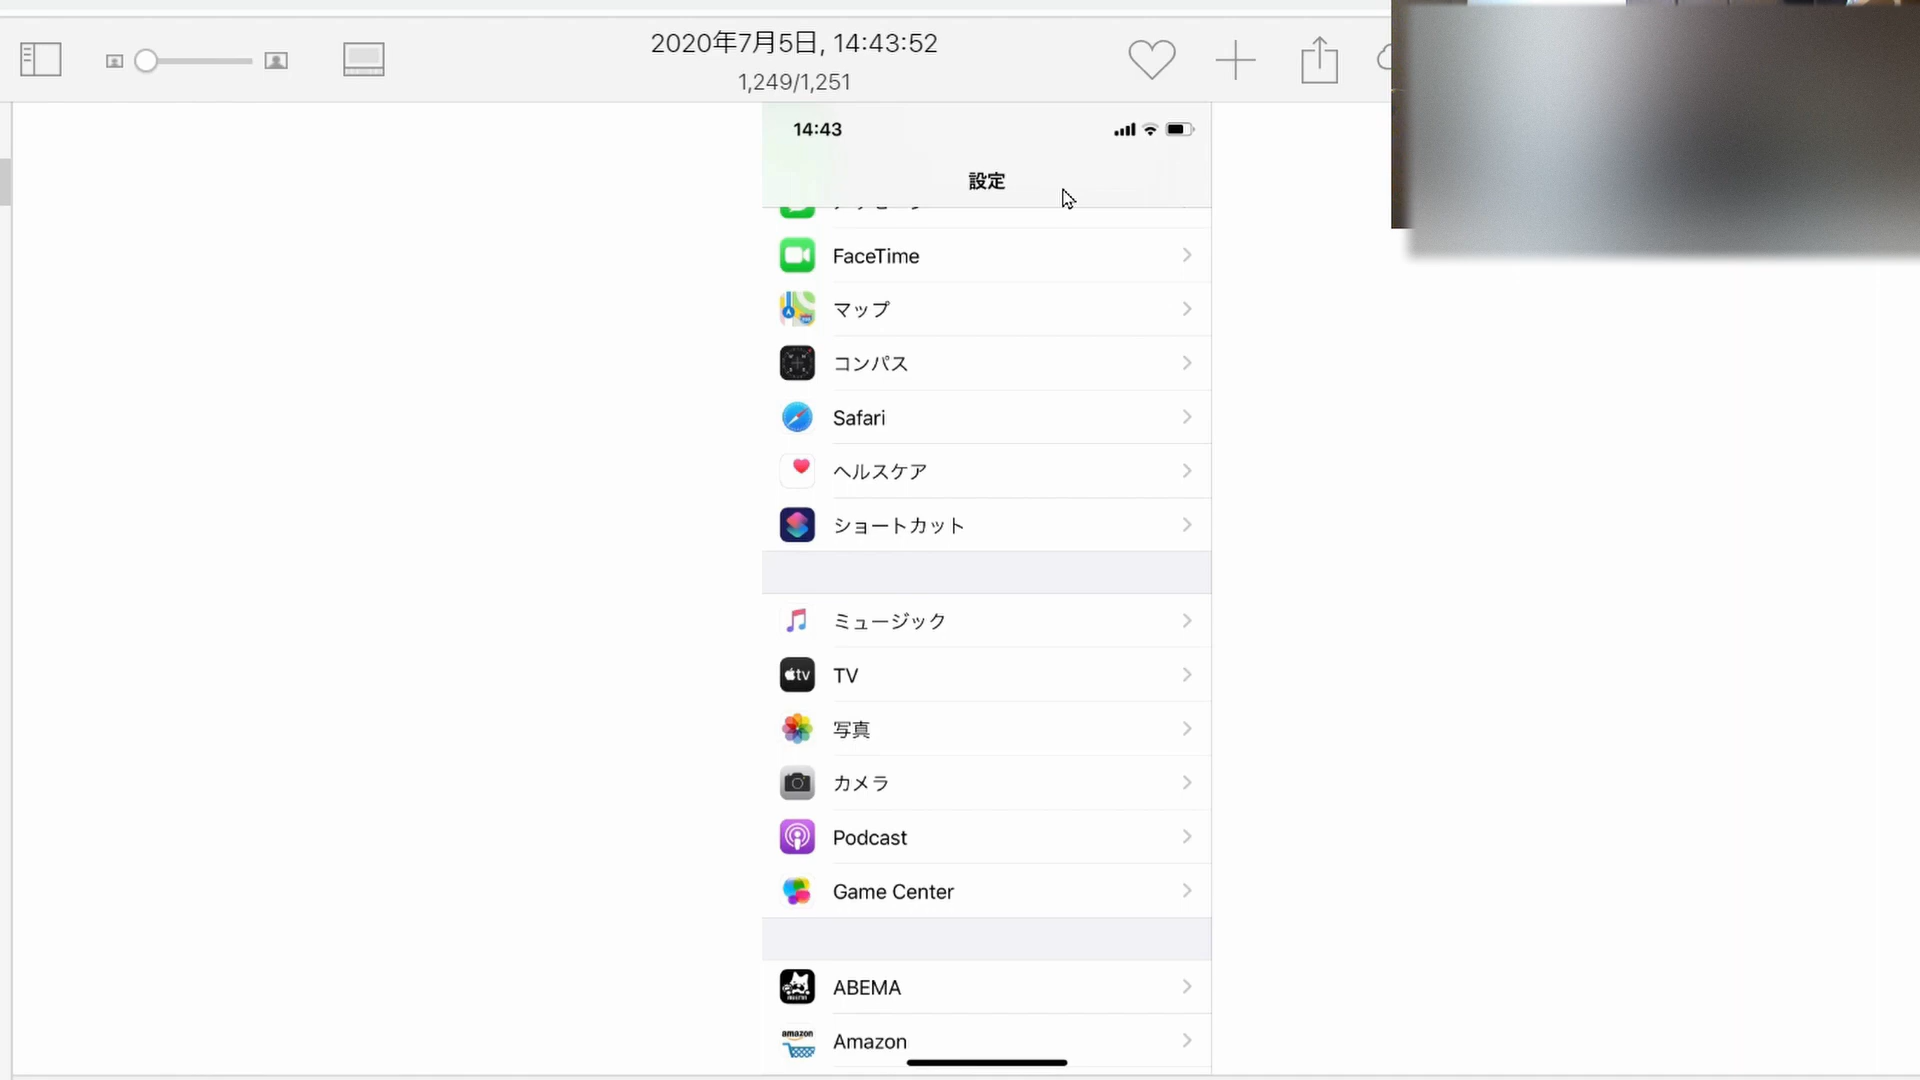 2020年7月5日, 14:43:52
1,249/1,251
14:43
設定
FaceTime
マップ
コンパス
Safari
ヘルスケア
ショートカット
ミュージック
tv
TV
写真
カメラ
Podcast
Game Center
ABEMA
amazon
Amazon